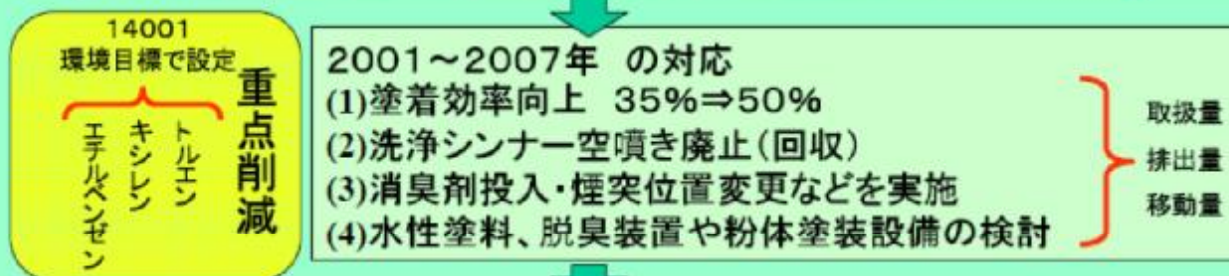 14001
環境目標で設定
重点削減
トルエン
キシレン
エチルベンゼン
2001～2007年 の対応
(1)塗着効率向上 35%⇒50%
(2)洗浄シンナー空噴き廃止(回収)
(3)消臭剤投入・煙突位置変更などを実施
(4)水性塗料、脱臭装置や粉体塗装設備の検討
取扱量
排出量
移動量